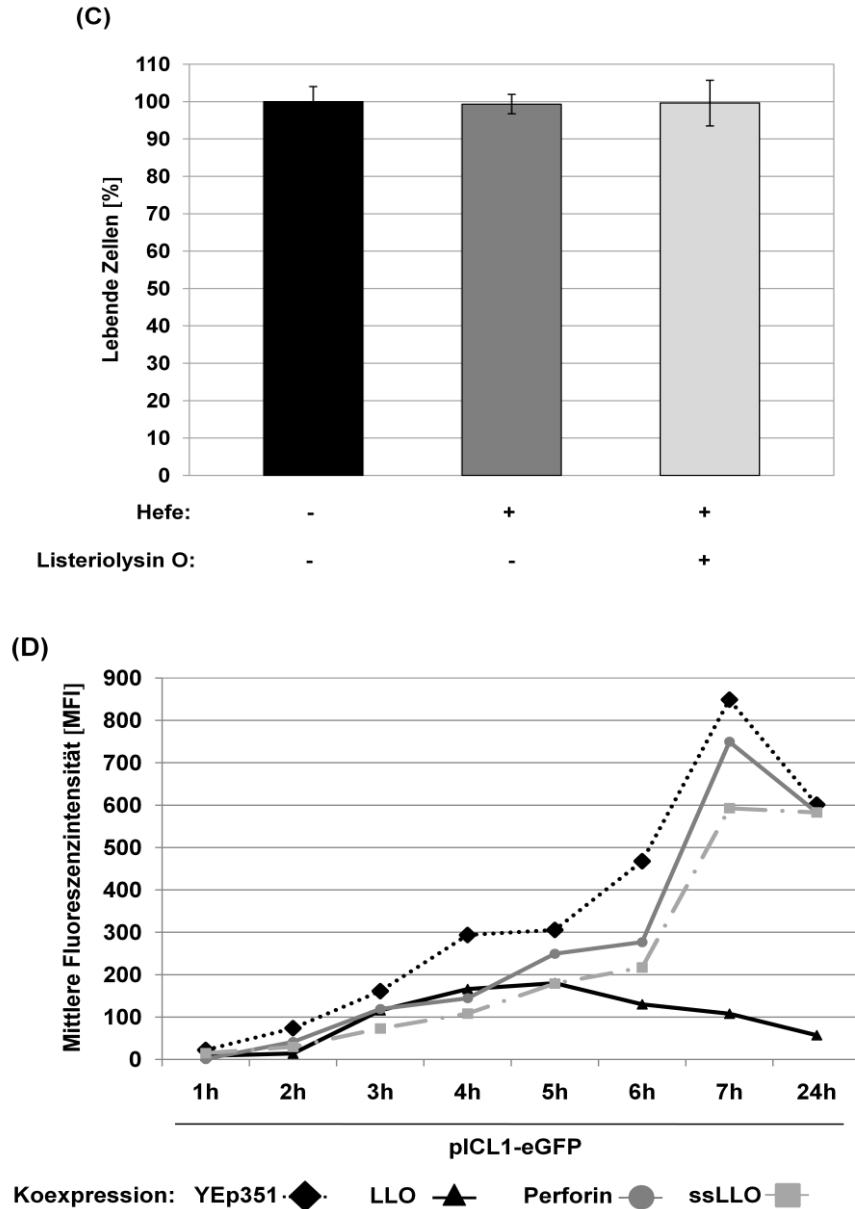 (C)
Lebende Zellen [%]
110
100
90
80
70
60
50
40
30
20
10
0
Hefe: - + +
Listeriolysin O: - - +
(D)
Mittlere Fluoreszenzintensität [MFI]
900
800
700
600
500
400
300
200
100
0
1h 2h 3h 4h 5h 6h 7h 24h
pICL1-eGFP
Koexpression: YEp351 LLO Perforin ssLLO